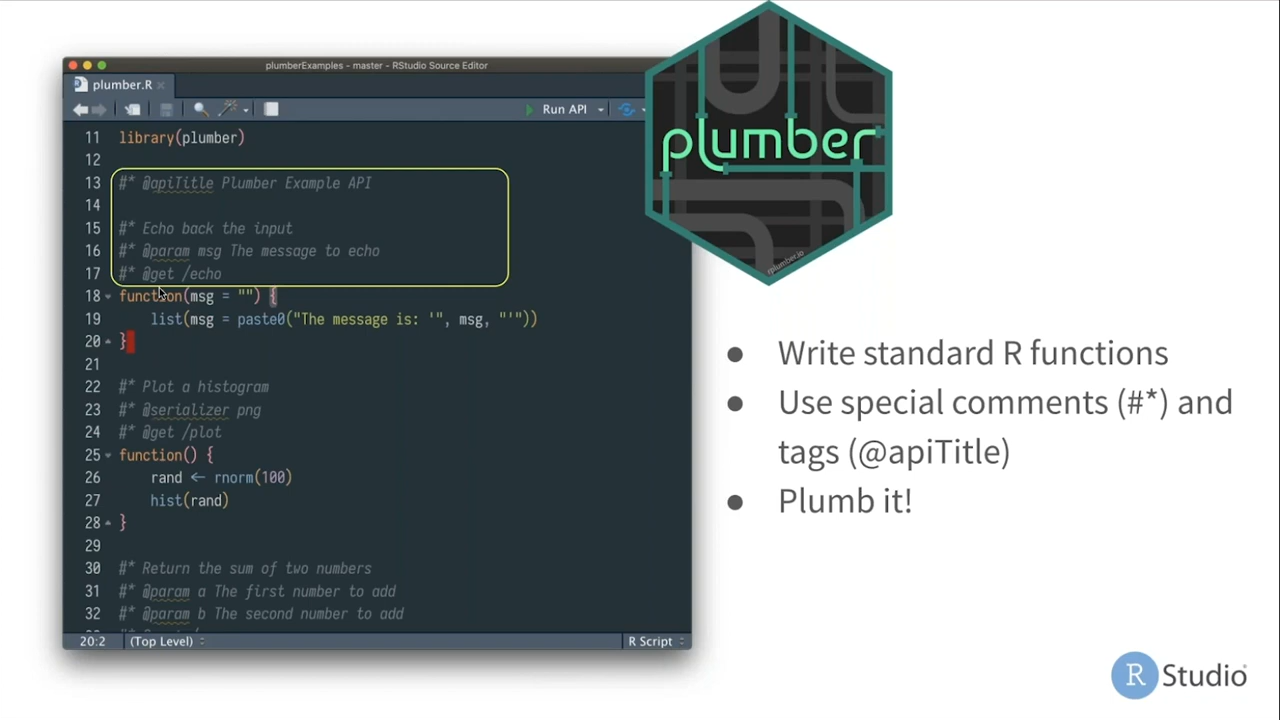 plumberExamples - master - RStudio Source Editor
plumber.R
Run API
11 library(plumber)
12
13 #* @apiTitle Plumber Example API
14
15 #* Echo back the input
16 #* @param msg The message to echo
17 #* @get /echo
18 function(msg = "") {
19 list(msg = paste0("The message is: '", msg, "'"))
20 }
21
22 #* Plot a histogram
23 #* @serializer png
24 #* @get /plot
25 function() {
26 rand <- rnorm(100)
27 hist(rand)
28 }
29
30 #* Return the sum of two numbers
31 #* @param a The first number to add
32 #* @param b The second number to add
20:2 (Top Level) R Script
plumber
rplumber.io
● Write standard R functions
● Use special comments (#*) and
tags (@apiTitle)
● Plumb it!
R Studio